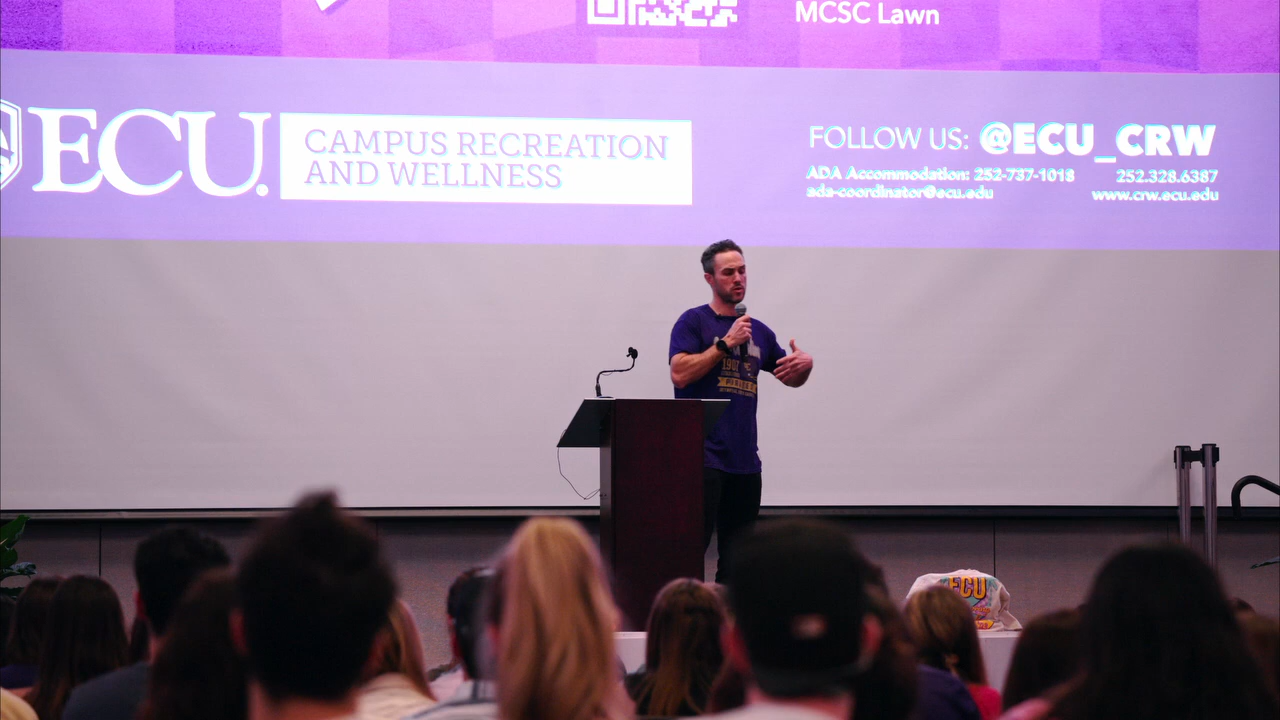 MCSC Lawn
ECU.
CAMPUS RECREATION
AND WELLNESS
FOLLOW US: @ECU_CRW
ADA Accommodation: 252-737-1018
ada-coordinator@ecu.edu
252.328.6387
www.crw.ecu.edu
1907
ECU